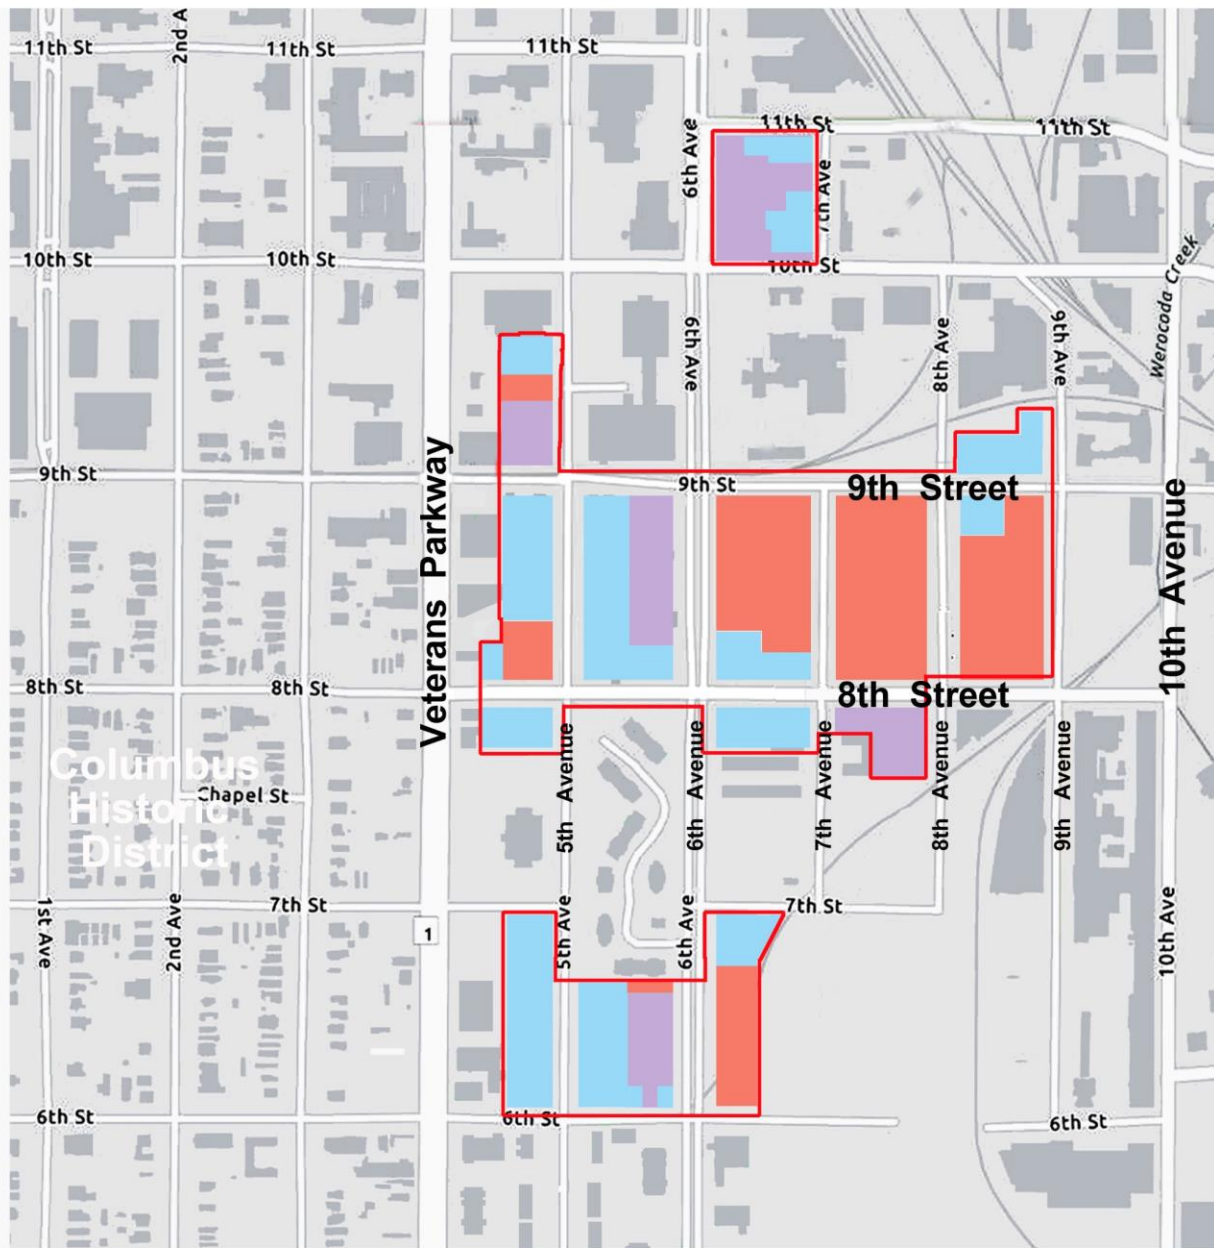 2nd A
11th St
11th St
11th St
11th St
11th St
6th Ave
7th Ave
10th St
10th St
10th St
Werocoda Creek
6th Ave
8th Ave
9th Ave
Veterans Parkway
9th St
9th St
9th Street
10th Avenue
8th St
8th St
8th Street
Columbus
Historic
District
Chapel St
5th Avenue
6th Avenue
7th Avenue
8th Avenue
9th Avenue
1st Ave
2nd Ave
7th St
1
5th Ave
6th Ave
7th St
10th Ave
6th St
6th St
6th St